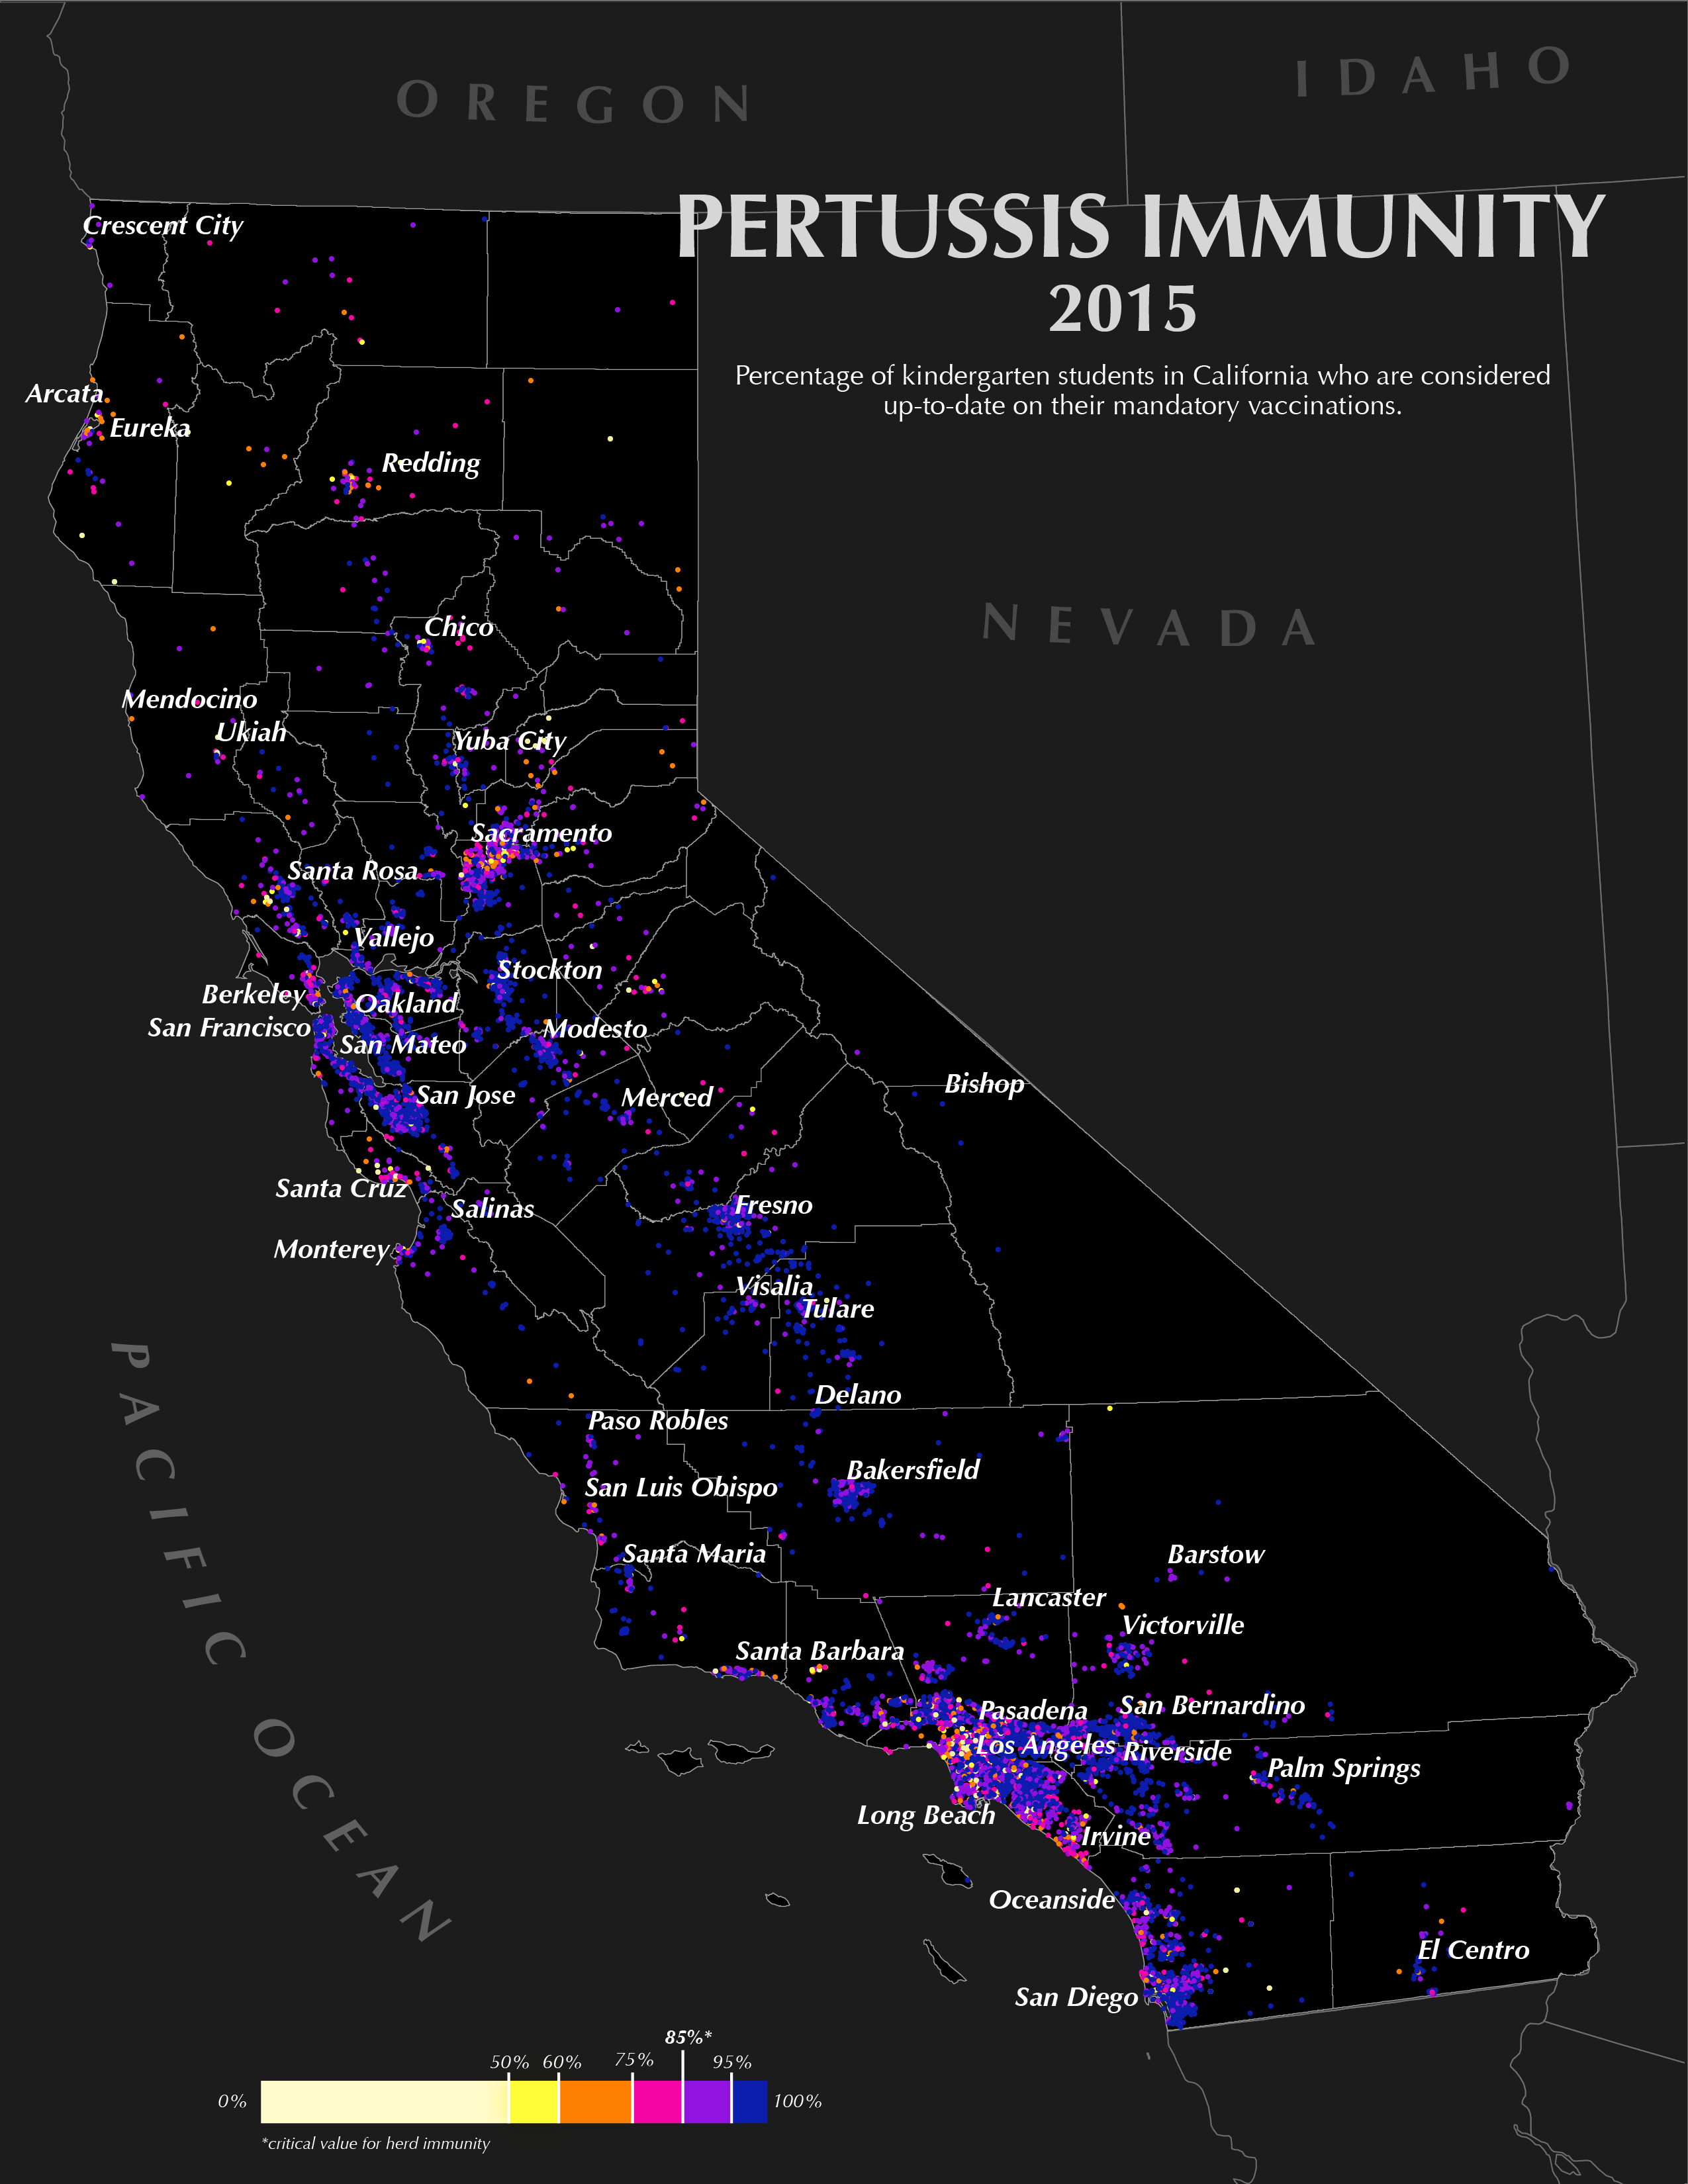 OREGON
IDAHO
PERTUSSIS IMMUNITY
2015
Percentage of kindergarten students in California who are considered
up-to-date on their mandatory vaccinations.
NEVADA
Crescent City
Arcata
Eureka
Redding
Chico
Mendocino
Ukiah
Yuba City
Sacramento
Santa Rosa
Vallejo
Stockton
Berkeley
Oakland
San Francisco
Modesto
San Mateo
Bishop
San Jose
Merced
Santa Cruz
Fresno
Salinas
Monterey
Visalia
Tulare
Delano
Paso Robles
Bakersfield
San Luis Obispo
Santa Maria
Barstow
Lancaster
Victorville
Santa Barbara
San Bernardino
Pasadena
Los Angeles
Riverside
Palm Springs
Long Beach
Irvine
Oceanside
El Centro
San Diego
PACIFIC OCEAN
85%*
50% 60% 75% 95%
0% 100%
*critical value for herd immunity